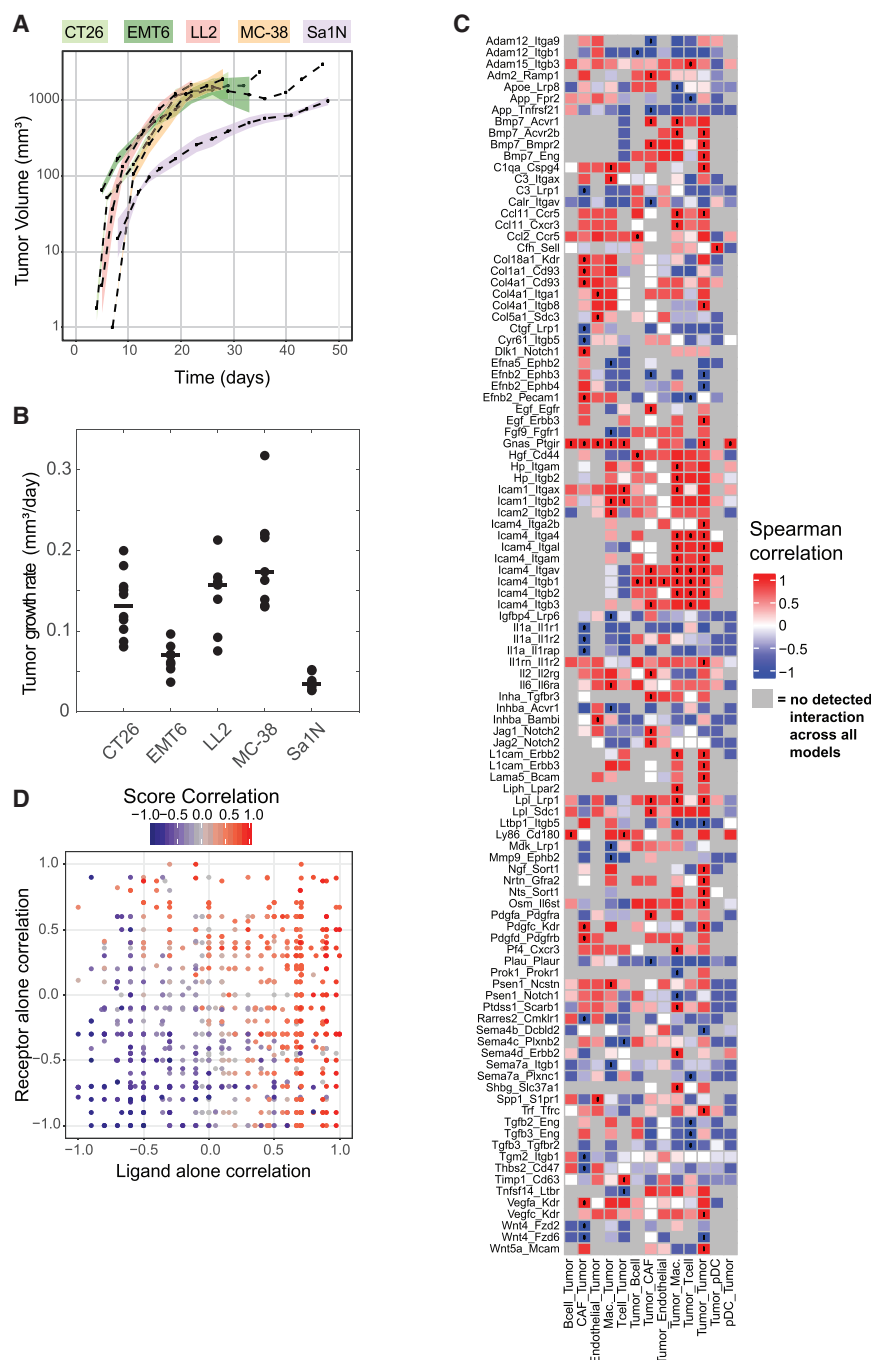 A
CT26 EMT6 LL2 MC-38 Sa1N
Tumor Volume (mm³)
1000
100
10
1
0 10 20 30 40 50
Time (days)
B
Tumor growth rate (mm³/day)
0.3
0.2
0.1
0
CT26 EMT6 LL2 MC-38 Sa1N
D
Score Correlation
−1.0 −0.5 0.0 0.5 1.0
Receptor alone correlation
1.0
0.5
0.0
−0.5
−1.0
−1.0 −0.5 0.0 0.5 1.0
Ligand alone correlation
C
Adam12_Itga9
Adam12_Itgb1
Adam15_Itgb3
Adm2_Ramp1
Apoe_Lrp8
App_Fpr2
App_Tnfrsf21
Bmp7_Acvr1
Bmp7_Acvr2b
Bmp7_Bmpr2
Bmp7_Eng
C1qa_Cspg4
C3_Itgax
C3_Lrp1
Calr_Itgav
Ccl11_Ccr5
Ccl11_Cxcr3
Ccl2_Ccr5
Cfh_Sell
Col18a1_Kdr
Col1a1_Cd93
Col4a1_Cd93
Col4a1_Itga1
Col4a1_Itgb8
Col5a1_Sdc3
Ctgf_Lrp1
Cyr61_Itgb5
Dlk1_Notch1
Efna5_Ephb2
Efnb2_Ephb3
Efnb2_Ephb4
Efnb2_Pecam1
Egf_Egfr
Egf_Erbb3
Fgf9_Fgfr1
Gnas_Ptgir
Hgf_Cd44
Hp_Itgam
Hp_Itgb2
Icam1_Itgax
Icam1_Itgb2
Icam2_Itgb2
Icam4_Itga2b
Icam4_Itga4
Icam4_Itgal
Icam4_Itgam
Icam4_Itgav
Icam4_Itgb1
Icam4_Itgb2
Icam4_Itgb3
Igfbp4_Lrp6
Il1a_Il1r1
Il1a_Il1r2
Il1a_Il1rap
Il1rn_Il1r2
Il2_Il2rg
Il6_Il6ra
Inha_Tgfbr3
Inhba_Acvr1
Inhba_Bambi
Jag1_Notch2
Jag2_Notch2
L1cam_Erbb2
L1cam_Erbb3
Lama5_Bcam
Liph_Lpar2
Lpl_Lrp1
Lpl_Sdc1
Ltbp1_Itgb5
Ly86_Cd180
Mdk_Lrp1
Mmp9_Ephb2
Ngf_Sort1
Nrtn_Gfra2
Nts_Sort1
Osm_Il6st
Pdgfa_Pdgfra
Pdgfc_Kdr
Pdgfd_Pdgfrb
Pf4_Cxcr3
Plau_Plaur
Prok1_Prokr1
Psen1_Ncstn
Psen1_Notch1
Ptdss1_Scarb1
Rarres2_Cmklr1
Sema4b_Dcbld2
Sema4c_Plxnb2
Sema4d_Erbb2
Sema7a_Itgb1
Sema7a_Plxnc1
Shbg_Slc37a1
Spp1_S1pr1
Trf_Tfrc
Tgfb2_Eng
Tgfb3_Eng
Tgfb3_Tgfbr2
Tgm2_Itgb1
Thbs2_Cd47
Timp1_Cd63
Tnfsf14_Ltbr
Vegfa_Kdr
Vegfc_Kdr
Wnt4_Fzd2
Wnt4_Fzd6
Wnt5a_Mcam
Bcell_Tumor
CAF_Tumor
Endothelial_Tumor
Mac._Tumor
Tcell_Tumor
Tumor_Bcell
Tumor_CAF
Tumor_Endothelial
Tumor_Mac.
Tumor_Tcell
Tumor_Tumor
Tumor_pDC
pDC_Tumor
Spearman
correlation
1
0.5
0
−0.5
−1
= no detected
interaction
across all
models